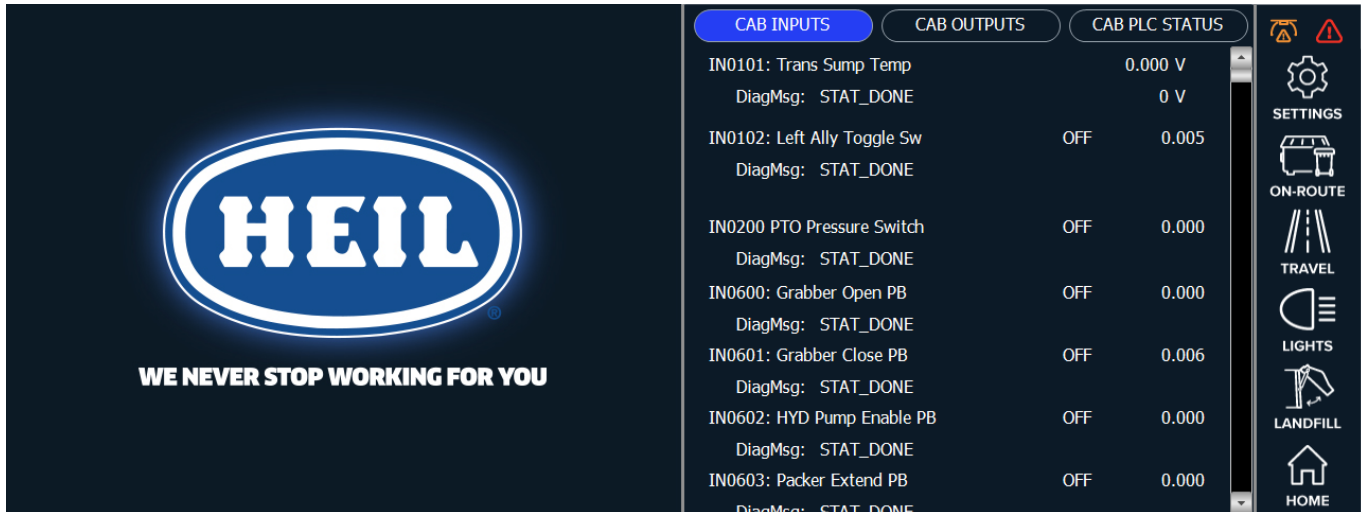 HEIL
®
WE NEVER STOP WORKING FOR YOU
CAB INPUTS CAB OUTPUTS CAB PLC STATUS
IN0101: Trans Sump Temp 0.000 V
DiagMsg: STAT_DONE 0 V
IN0102: Left Ally Toggle Sw OFF 0.005
DiagMsg: STAT_DONE
IN0200 PTO Pressure Switch OFF 0.000
DiagMsg: STAT_DONE
IN0600: Grabber Open PB OFF 0.000
DiagMsg: STAT_DONE
IN0601: Grabber Close PB OFF 0.006
DiagMsg: STAT_DONE
IN0602: HYD Pump Enable PB OFF 0.000
DiagMsg: STAT_DONE
IN0603: Packer Extend PB OFF 0.000
DiagMsg: STAT_DONE
SETTINGS
ON-ROUTE
TRAVEL
LIGHTS
LANDFILL
HOME